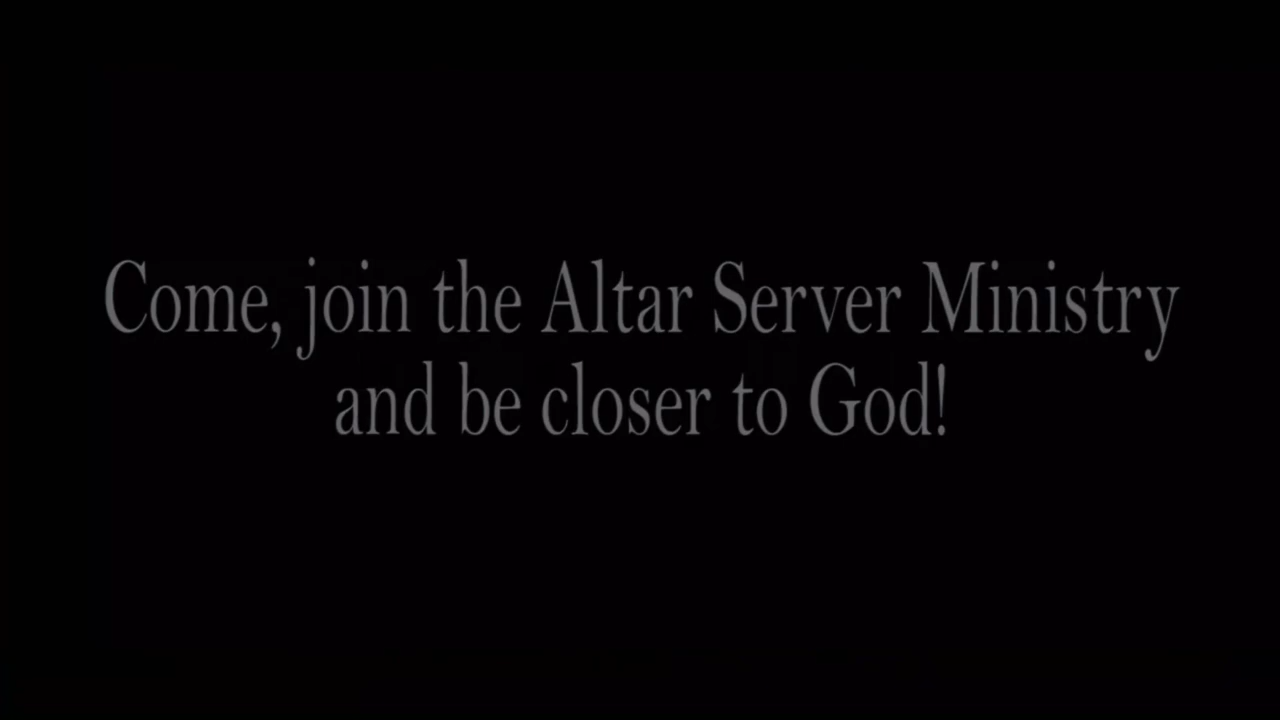 Come, join the Altar Server Ministry
and be closer to God!